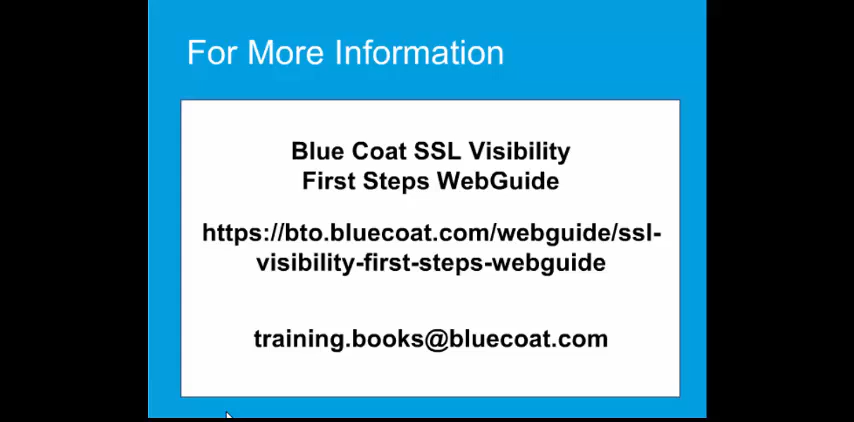 For More Information
Blue Coat SSL Visibility
First Steps WebGuide
https://bto.bluecoat.com/webguide/ssl-
visibility-first-steps-webguide
training.books@bluecoat.com